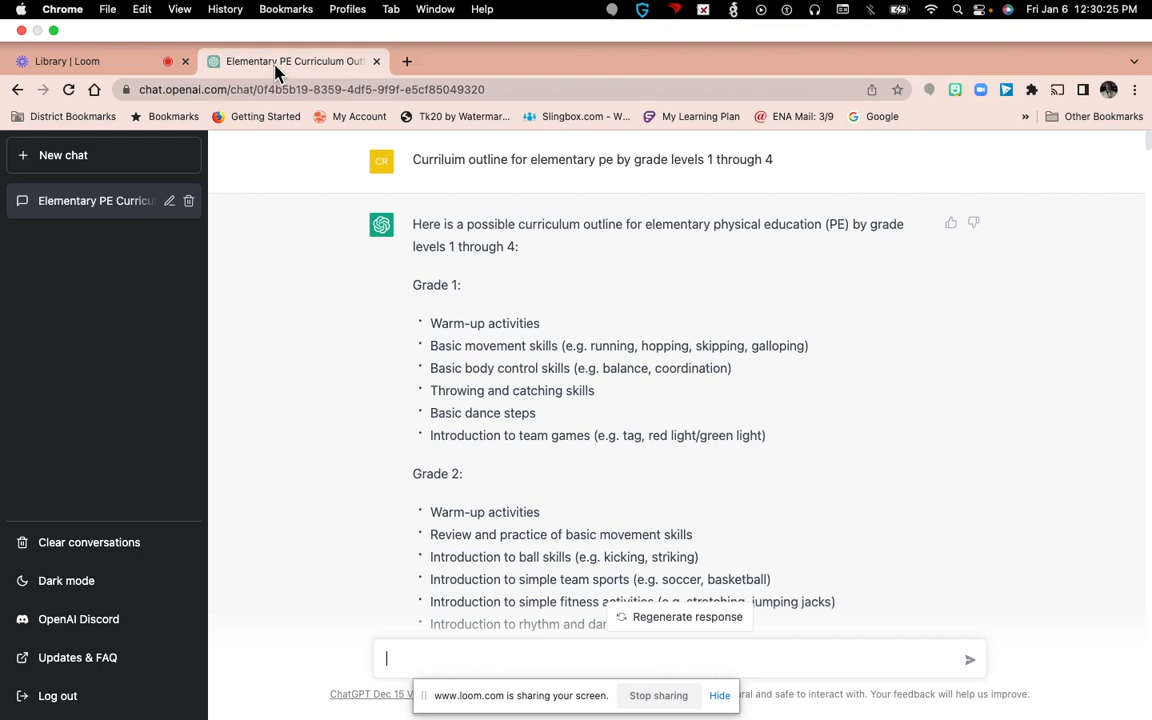 Chrome File Edit View History Bookmarks Profiles Tab Window Help Fri Jan 6 12:30:25 PM
Library | Loom Elementary PE Curriculum Outl
chat.openai.com/chat/0f4b5b19-8359-4df5-9f9f-e5cf85049320
District Bookmarks Bookmarks Getting Started My Account Tk20 by Watermar... Slingbox.com - W... My Learning Plan ENA Mail: 3/9 Google » Other Bookmarks
New chat
Elementary PE Curricu
CR Curriluim outline for elementary pe by grade levels 1 through 4
Here is a possible curriculum outline for elementary physical education (PE) by grade
levels 1 through 4:
Grade 1:
Warm-up activities
Basic movement skills (e.g. running, hopping, skipping, galloping)
Basic body control skills (e.g. balance, coordination)
Throwing and catching skills
Basic dance steps
Introduction to team games (e.g. tag, red light/green light)
Grade 2:
Warm-up activities
Review and practice of basic movement skills
Introduction to ball skills (e.g. kicking, striking)
Introduction to simple team sports (e.g. soccer, basketball)
Introduction to simple fitness activities (e.g. stretching, jumping jacks)
Introduction to rhythm and dan
Regenerate response
Clear conversations
Dark mode
OpenAI Discord
Updates & FAQ
Log out
www.loom.com is sharing your screen. Stop sharing Hide
ChatGPT Dec 15 V ral and safe to interact with. Your feedback will help us improve.